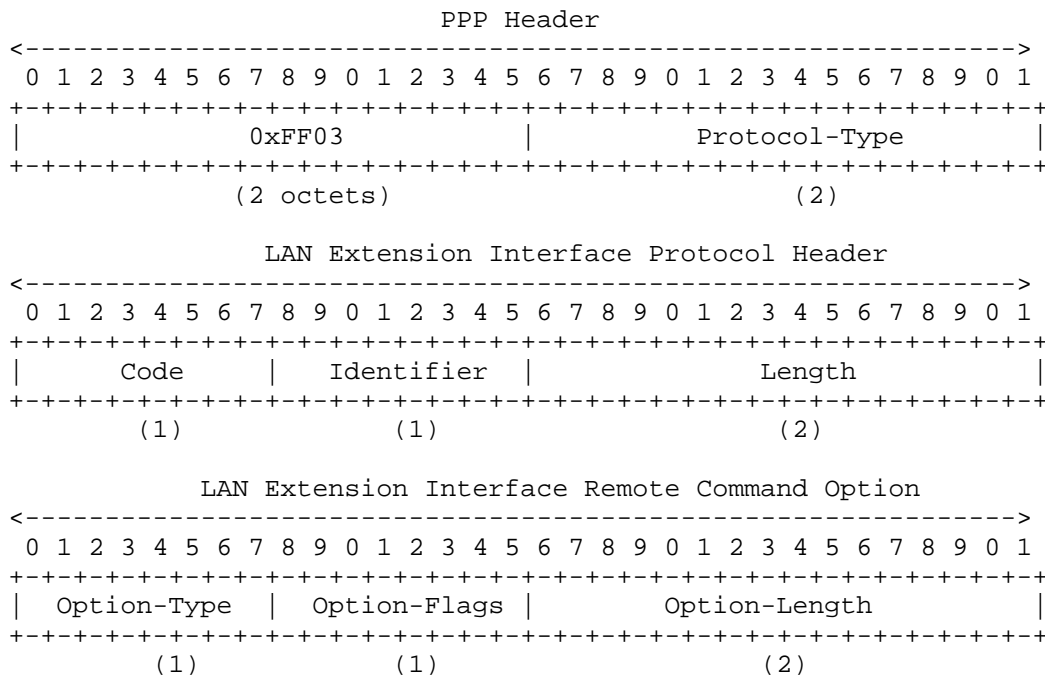 PPP Header
<-------------------------------------------------------------->
 0 1 2 3 4 5 6 7 8 9 0 1 2 3 4 5 6 7 8 9 0 1 2 3 4 5 6 7 8 9 0 1
+-+-+-+-+-+-+-+-+-+-+-+-+-+-+-+-+-+-+-+-+-+-+-+-+-+-+-+-+-+-+-+-+
|              0xFF03           |          Protocol-Type        |
+-+-+-+-+-+-+-+-+-+-+-+-+-+-+-+-+-+-+-+-+-+-+-+-+-+-+-+-+-+-+-+-+
              (2 octets)                         (2)
                LAN Extension Interface Protocol Header
<-------------------------------------------------------------->
 0 1 2 3 4 5 6 7 8 9 0 1 2 3 4 5 6 7 8 9 0 1 2 3 4 5 6 7 8 9 0 1
+-+-+-+-+-+-+-+-+-+-+-+-+-+-+-+-+-+-+-+-+-+-+-+-+-+-+-+-+-+-+-+-+
|      Code     |   Identifier  |              Length           |
+-+-+-+-+-+-+-+-+-+-+-+-+-+-+-+-+-+-+-+-+-+-+-+-+-+-+-+-+-+-+-+-+
        (1)             (1)                     (2)
            LAN Extension Interface Remote Command Option
<-------------------------------------------------------------->
 0 1 2 3 4 5 6 7 8 9 0 1 2 3 4 5 6 7 8 9 0 1 2 3 4 5 6 7 8 9 0 1
+-+-+-+-+-+-+-+-+-+-+-+-+-+-+-+-+-+-+-+-+-+-+-+-+-+-+-+-+-+-+-+-+
|  Option-Type  |  Option-Flags |        Option-Length          |
+-+-+-+-+-+-+-+-+-+-+-+-+-+-+-+-+-+-+-+-+-+-+-+-+-+-+-+-+-+-+-+-+
         (1)            (1)                    (2)